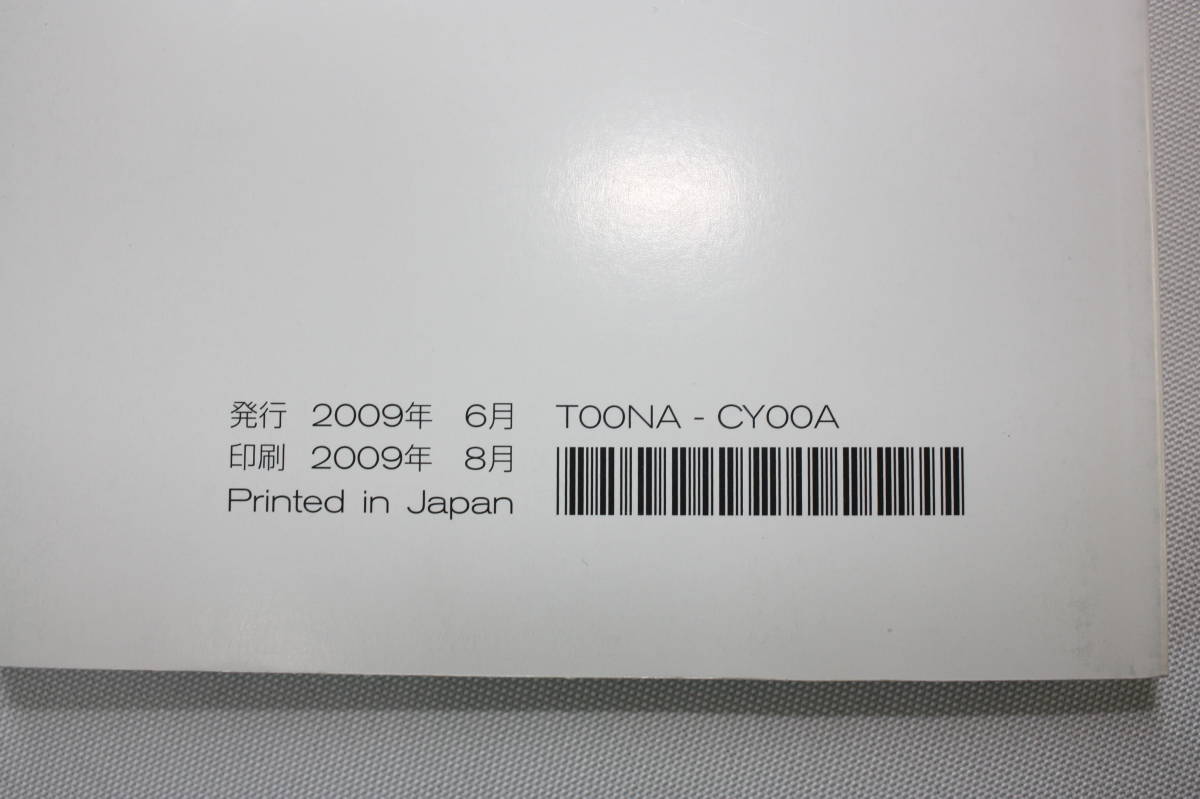 発行 2009年 6月 T00NA - CY00A
印刷 2009年 8月
Printed in Japan